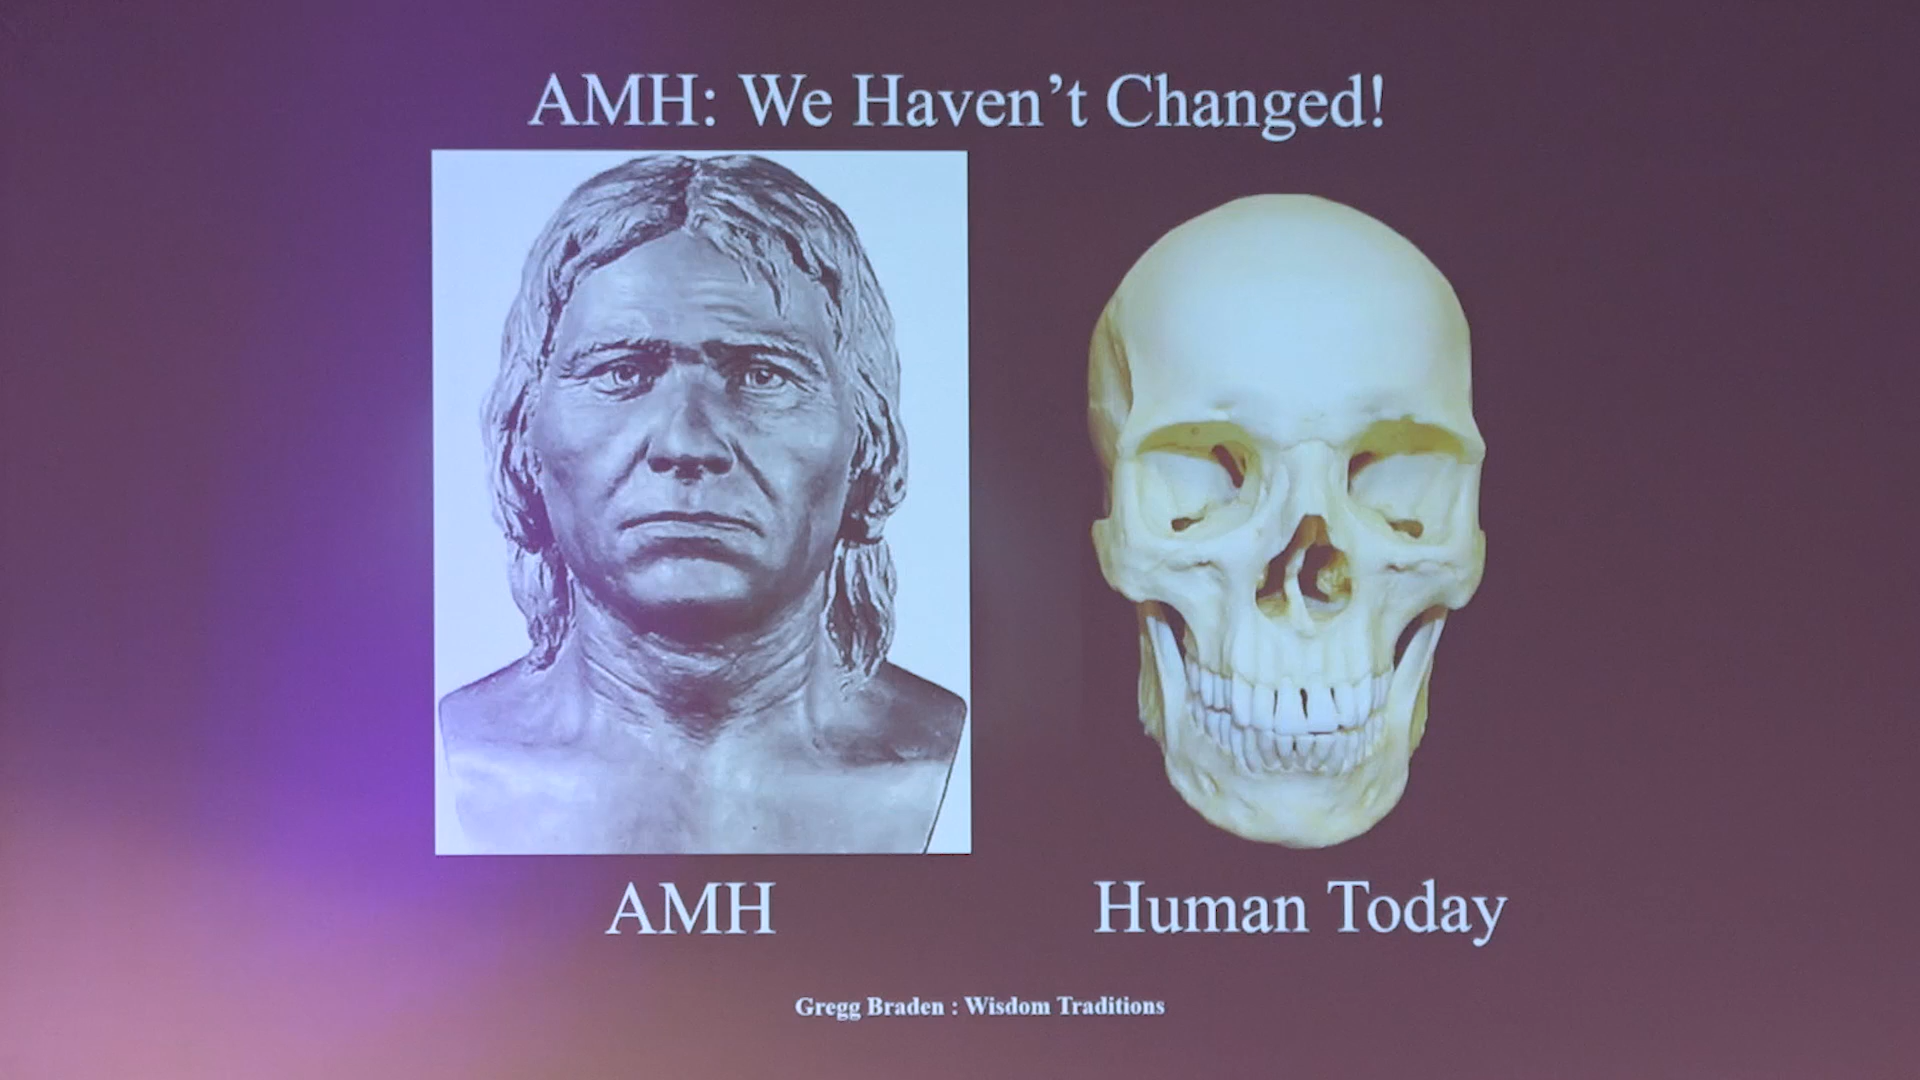 AMH: We Haven’t Changed!
AMH
Human Today
Gregg Braden : Wisdom Traditions